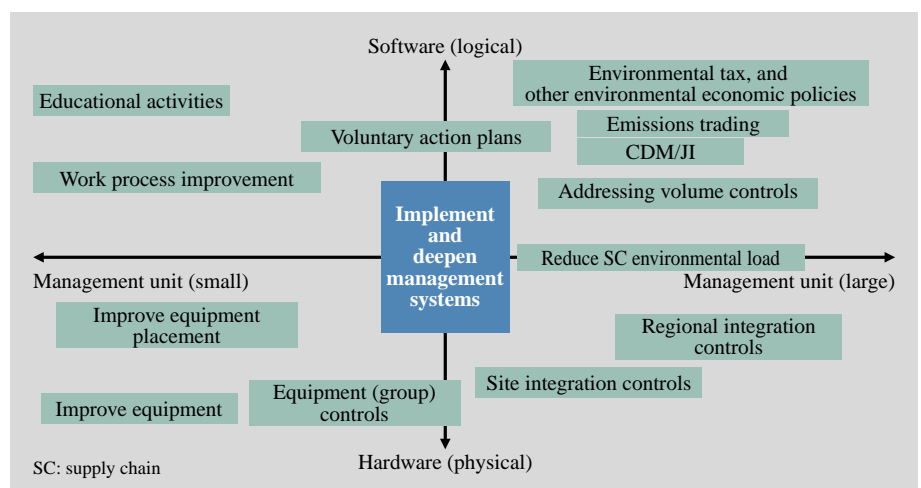 Software (logical)
Environmental tax, and
other environmental economic policies
Educational activities
Emissions trading
Voluntary action plans
CDM/JI
Work process improvement
Addressing volume controls
Implement
and
deepen
management
systems
Reduce SC environmental load
Management unit (small)
Management unit (large)
Improve equipment
placement
Regional integration
controls
Site integration controls
Equipment (group)
controls
Improve equipment
Hardware (physical)
SC: supply chain